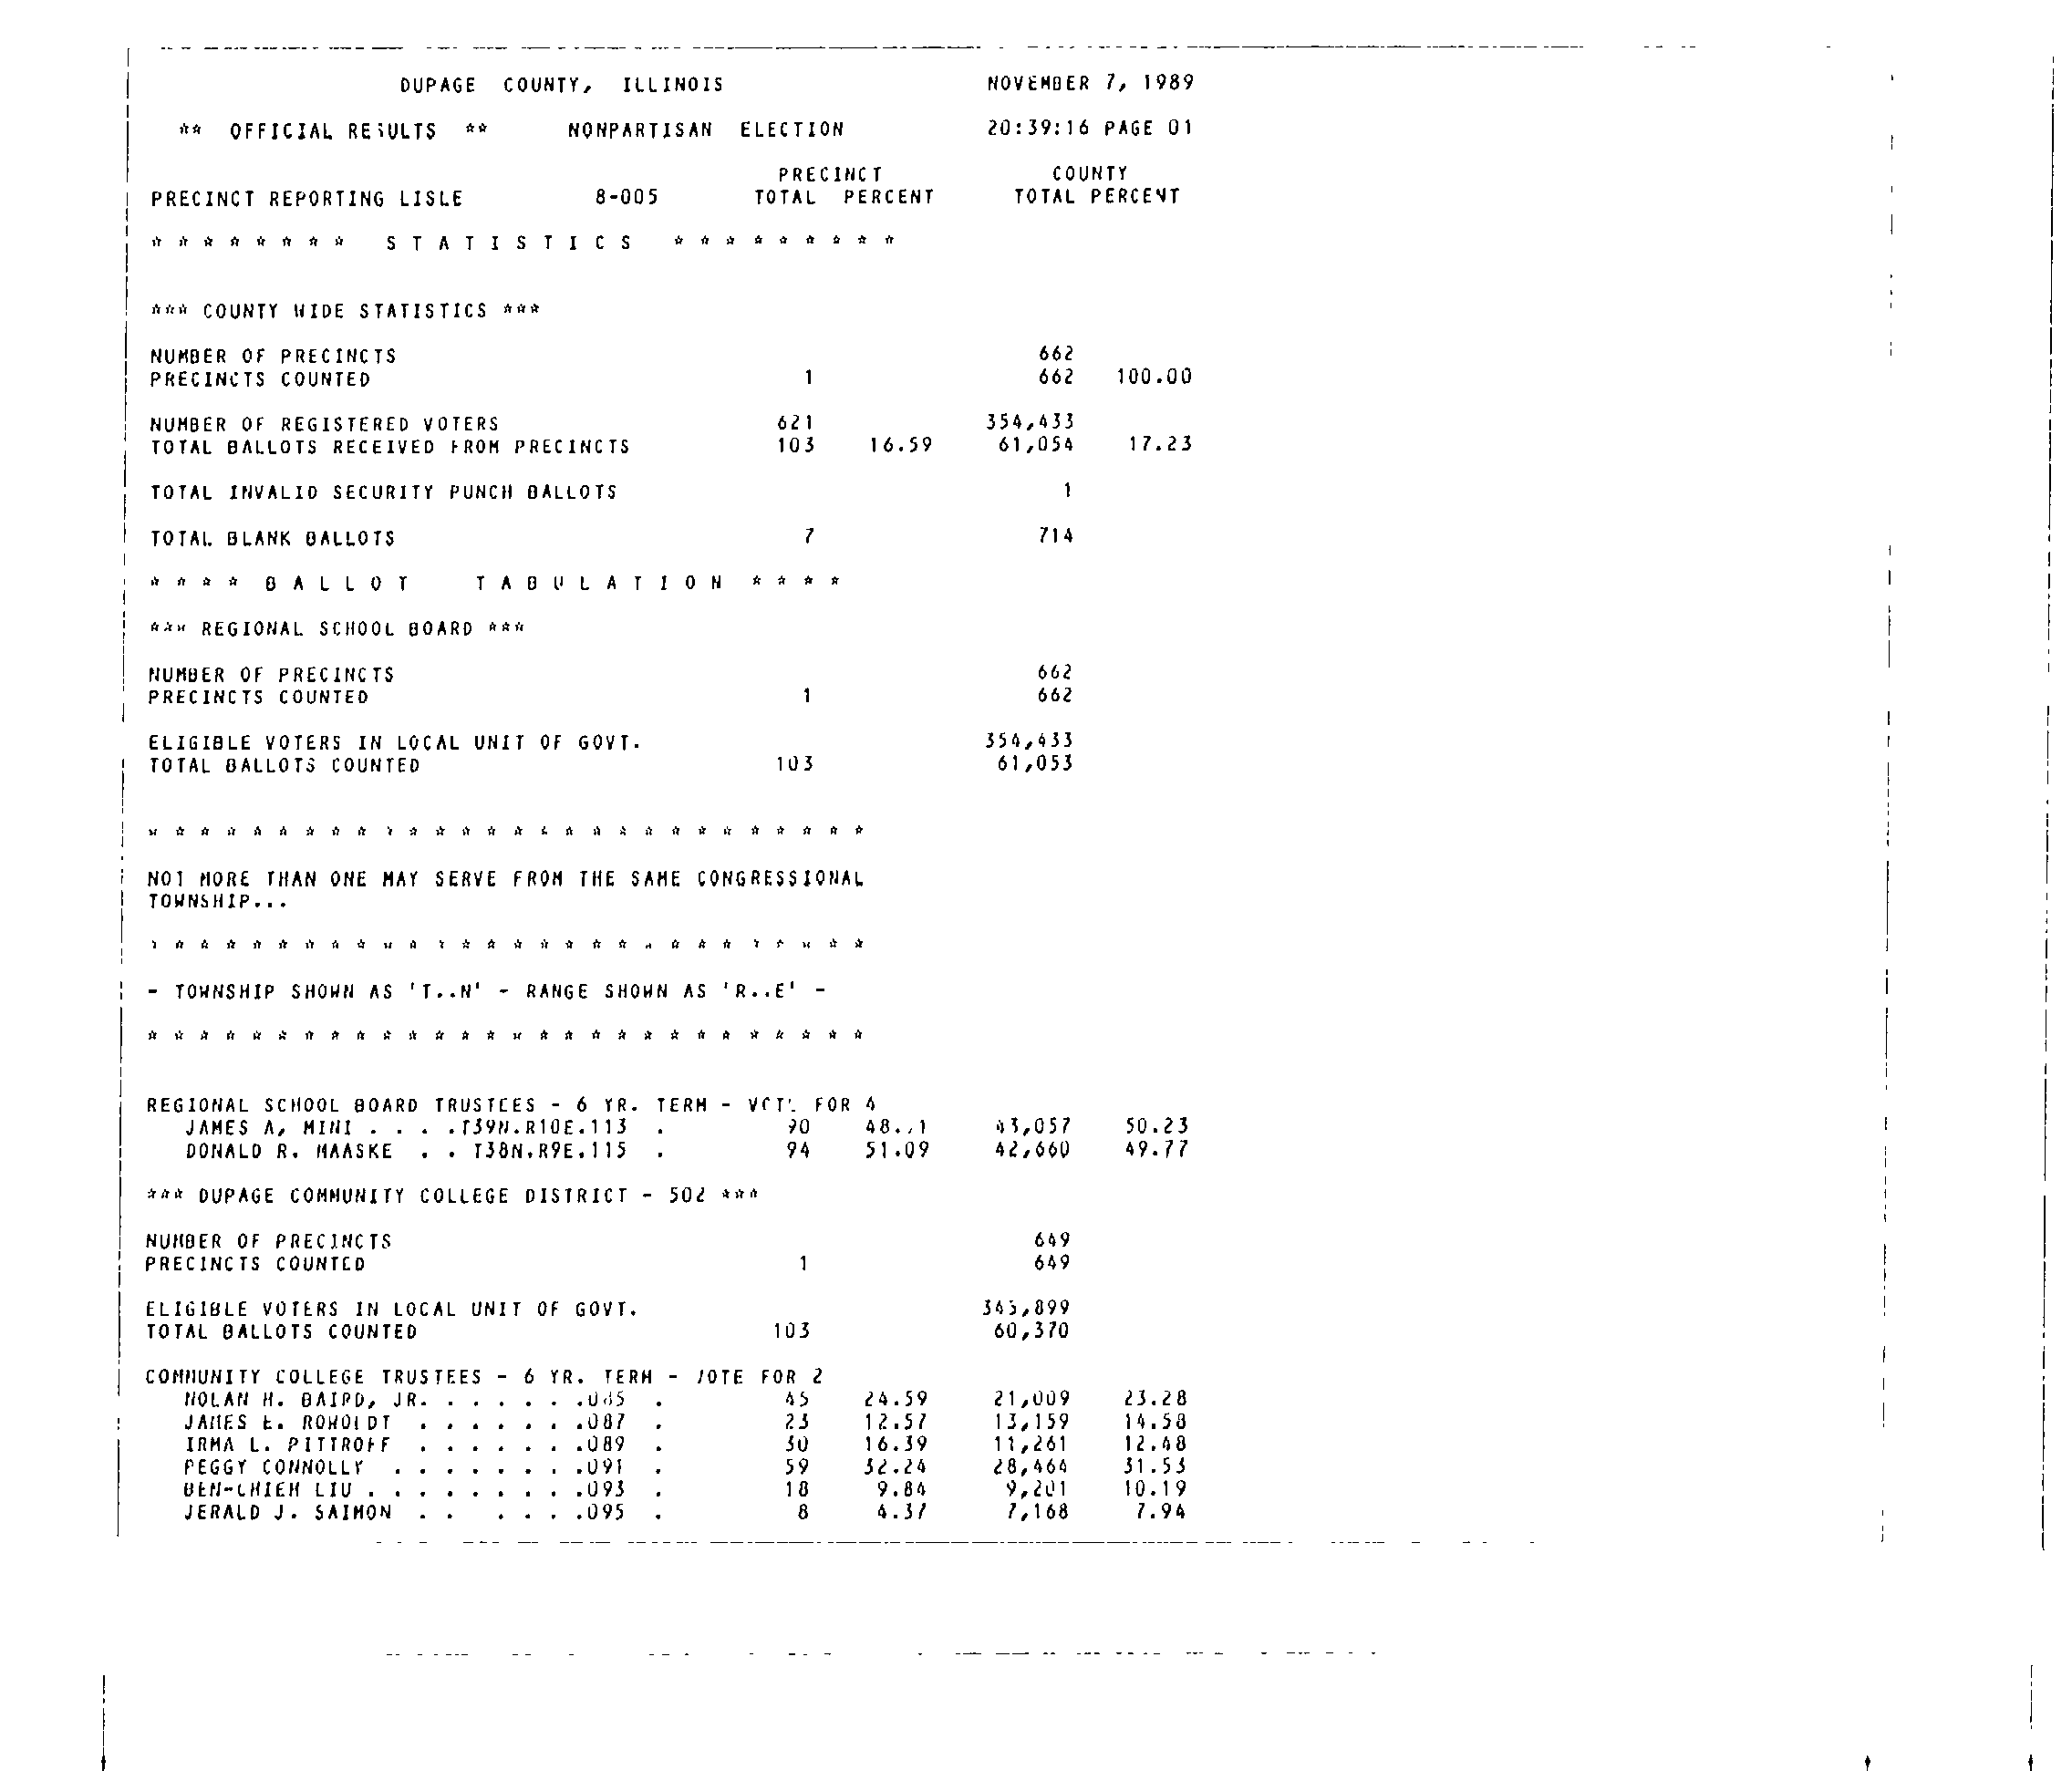 DUPAGE COUNTY, ILLINOIS NOVEMBER 7, 1989
** OFFICIAL RESULTS ** NONPARTISAN ELECTION 20:39:16 PAGE 01
PRECINCT COUNTY
PRECINCT REPORTING LISLE 8-005 TOTAL PERCENT TOTAL PERCENT
* * * * * * * * S T A T I S T I C S * * * * * * * * *
*** COUNTY WIDE STATISTICS ***
NUMBER OF PRECINCTS 662
PRECINCTS COUNTED 1 662 100.00
NUMBER OF REGISTERED VOTERS 621 354,433
TOTAL BALLOTS RECEIVED FROM PRECINCTS 103 16.59 61,054 17.23
TOTAL INVALID SECURITY PUNCH BALLOTS 1
TOTAL BLANK BALLOTS 7 714
* * * * B A L L O T T A B U L A T I O N * * * *
*** REGIONAL SCHOOL BOARD ***
NUMBER OF PRECINCTS 662
PRECINCTS COUNTED 1 662
ELIGIBLE VOTERS IN LOCAL UNIT OF GOVT. 354,433
TOTAL BALLOTS COUNTED 103 61,053
* * * * * * * * * * * * * * * * * * * * * * * * * * * *
NOT MORE THAN ONE MAY SERVE FROM THE SAME CONGRESSIONAL
TOWNSHIP...
* * * * * * * * * * * * * * * * * * * * * * * * * * * *
- TOWNSHIP SHOWN AS 'T..N' - RANGE SHOWN AS 'R..E' -
* * * * * * * * * * * * * * * * * * * * * * * * * * * *
REGIONAL SCHOOL BOARD TRUSTEES - 6 YR. TERM - VOTE FOR 4
JAMES A, MINI . . . .T39N.R10E.113 . 90 43,057 50.23
DONALD R. MAASKE . . T38N.R9E.115 . 94 51.09 42,660 49.77
*** DUPAGE COMMUNITY COLLEGE DISTRICT - 502 ***
NUMBER OF PRECINCTS 649
PRECINCTS COUNTED 1 649
ELIGIBLE VOTERS IN LOCAL UNIT OF GOVT.
TOTAL BALLOTS COUNTED 103 60,370
COMMUNITY COLLEGE TRUSTEES - 6 YR. TERM - VOTE FOR 2
NOLAN H. BAIRD, JR. . . . . . .085 . 45 24.59 21,009 23.28
JAMES E. ROWOLDT . . . . . . .087 . 23 12.57 13,159 14.58
IRMA L. PITTROFF . . . . . . .089 . 30 16.39 11,261 12.48
PEGGY CONNOLLY . . . . . . . .091 . 59 32.24 28,464 31.53
BEN-CHIEH LIU . . . . . . . . .093 . 18 9.84 9,201 10.19
JERALD J. SAIMON . . . . . .095 . 8 4.37 7,168 7.94